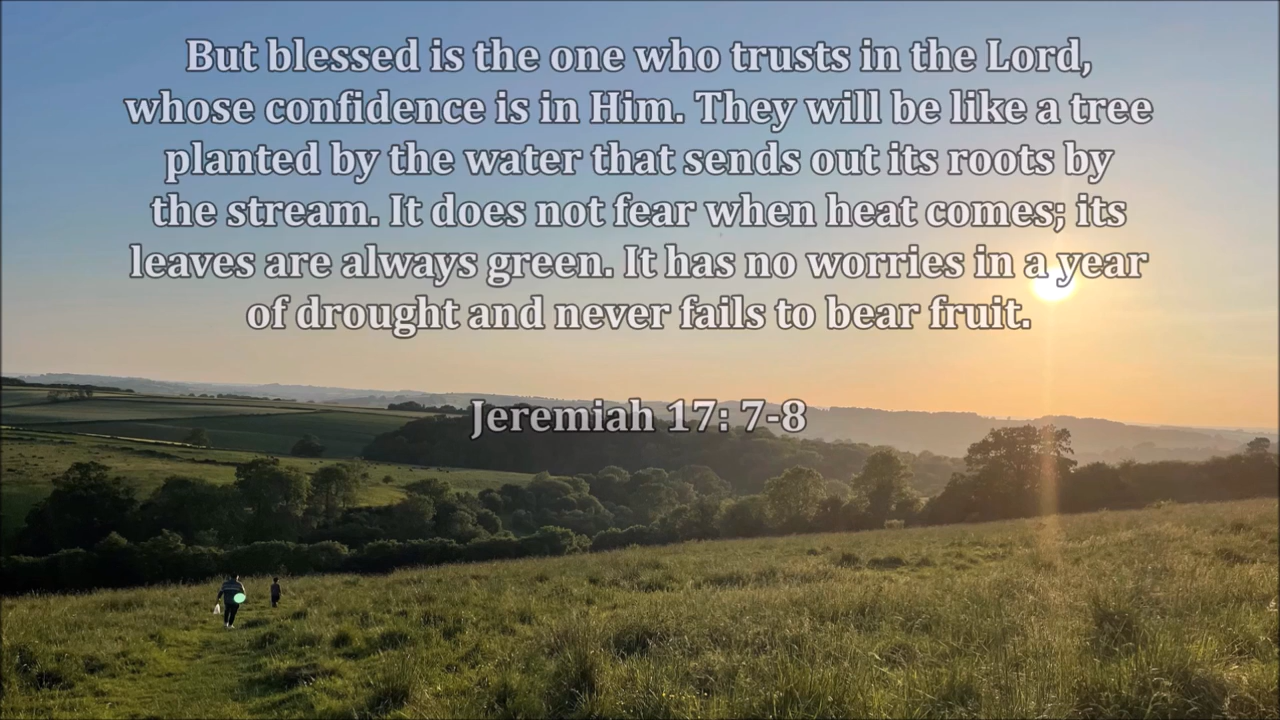 But blessed is the one who trusts in the Lord,
whose confidence is in Him. They will be like a tree
planted by the water that sends out its roots by
the stream. It does not fear when heat comes; its
leaves are always green. It has no worries in a year
of drought and never fails to bear fruit.
Jeremiah 17: 7-8